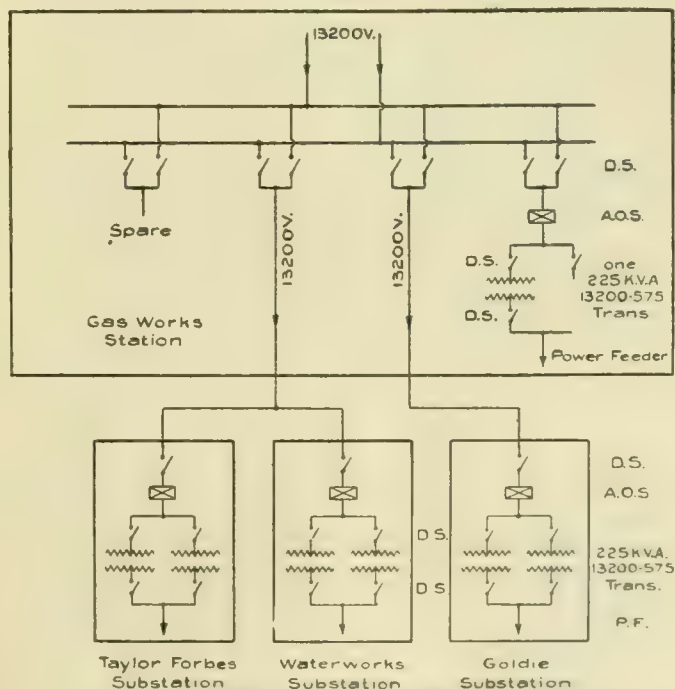 13200V.
D.S.
A.O.S.
Spare
13200V.
13200V.
D.S.
one
225 K.V.A
13200-575
Trans
D.S.
Gas Works
Station
Power Feeder
D.S.
A.O.S
D.S.
D.S.
225 K.V.A.
13200-575
Trans.
P.F.
Taylor Forbes
Substation
Waterworks
Substation
Goldie
Substation